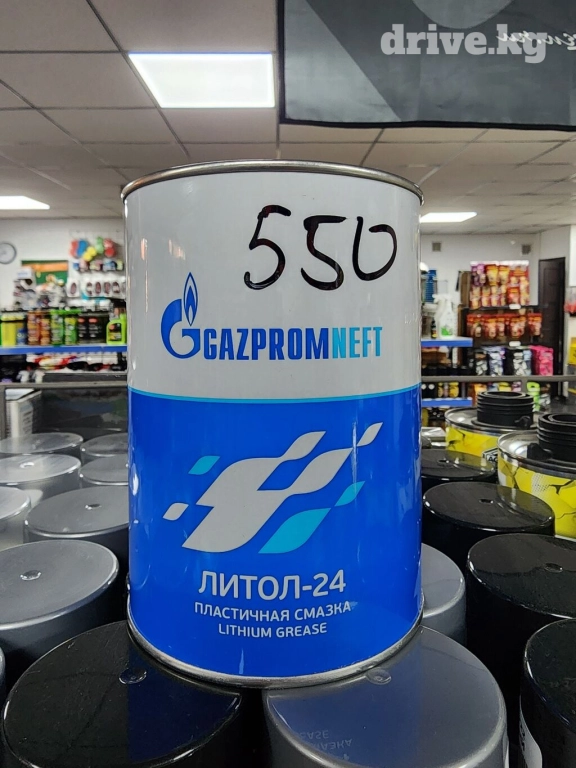 drive.kg
550
GAZPROMNEFT
ЛИТОЛ-24
ПЛАСТИЧНАЯ СМАЗКА
LITHIUM GREASE